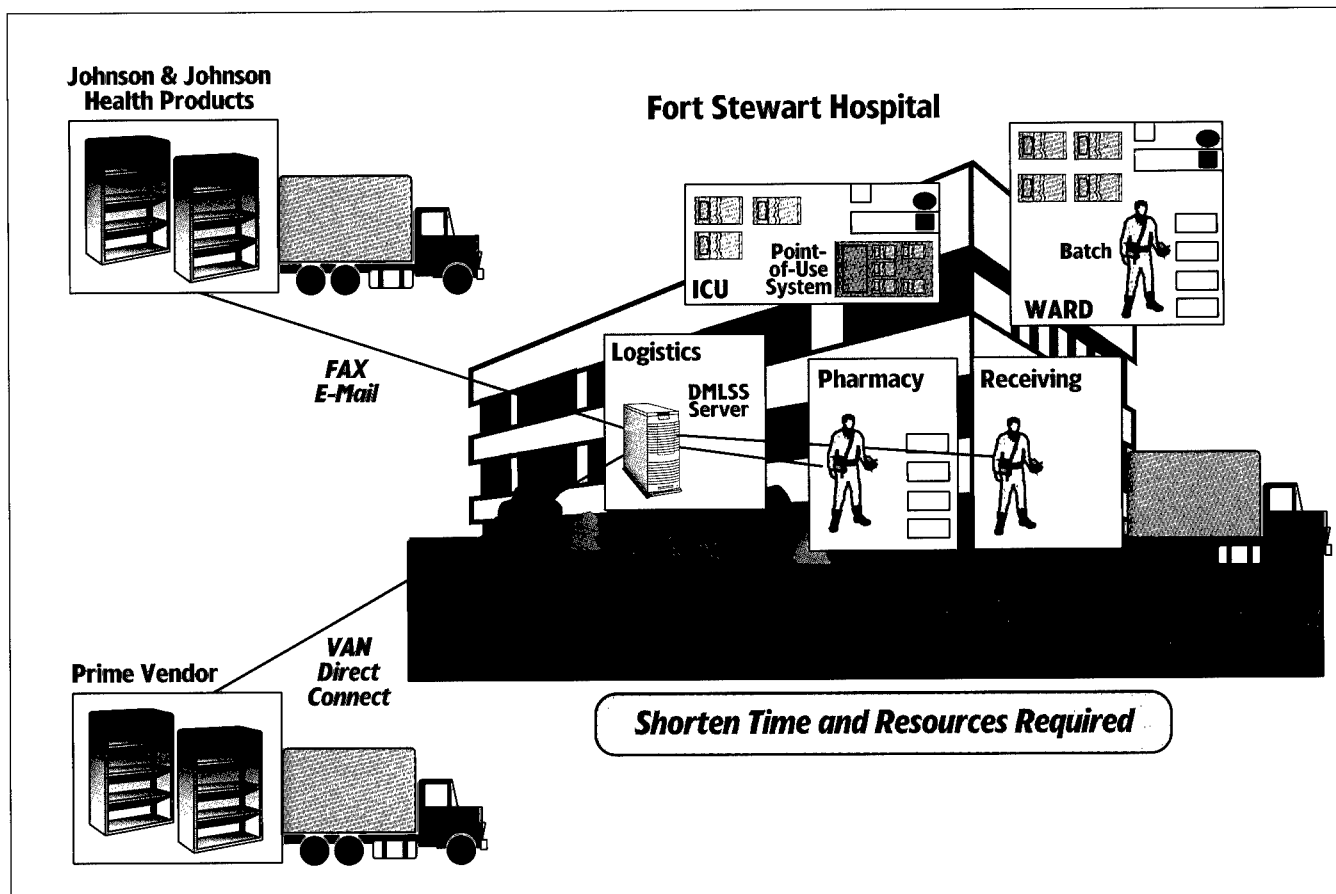 Johnson & Johnson
Health Products
Fort Stewart Hospital
Point-
of-Use
System
ICU
Batch
WARD
FAX
E-Mail
Logistics
DMLSS
Server
Pharmacy
Receiving
VAN
Direct
Connect
Prime Vendor
Shorten Time and Resources Required